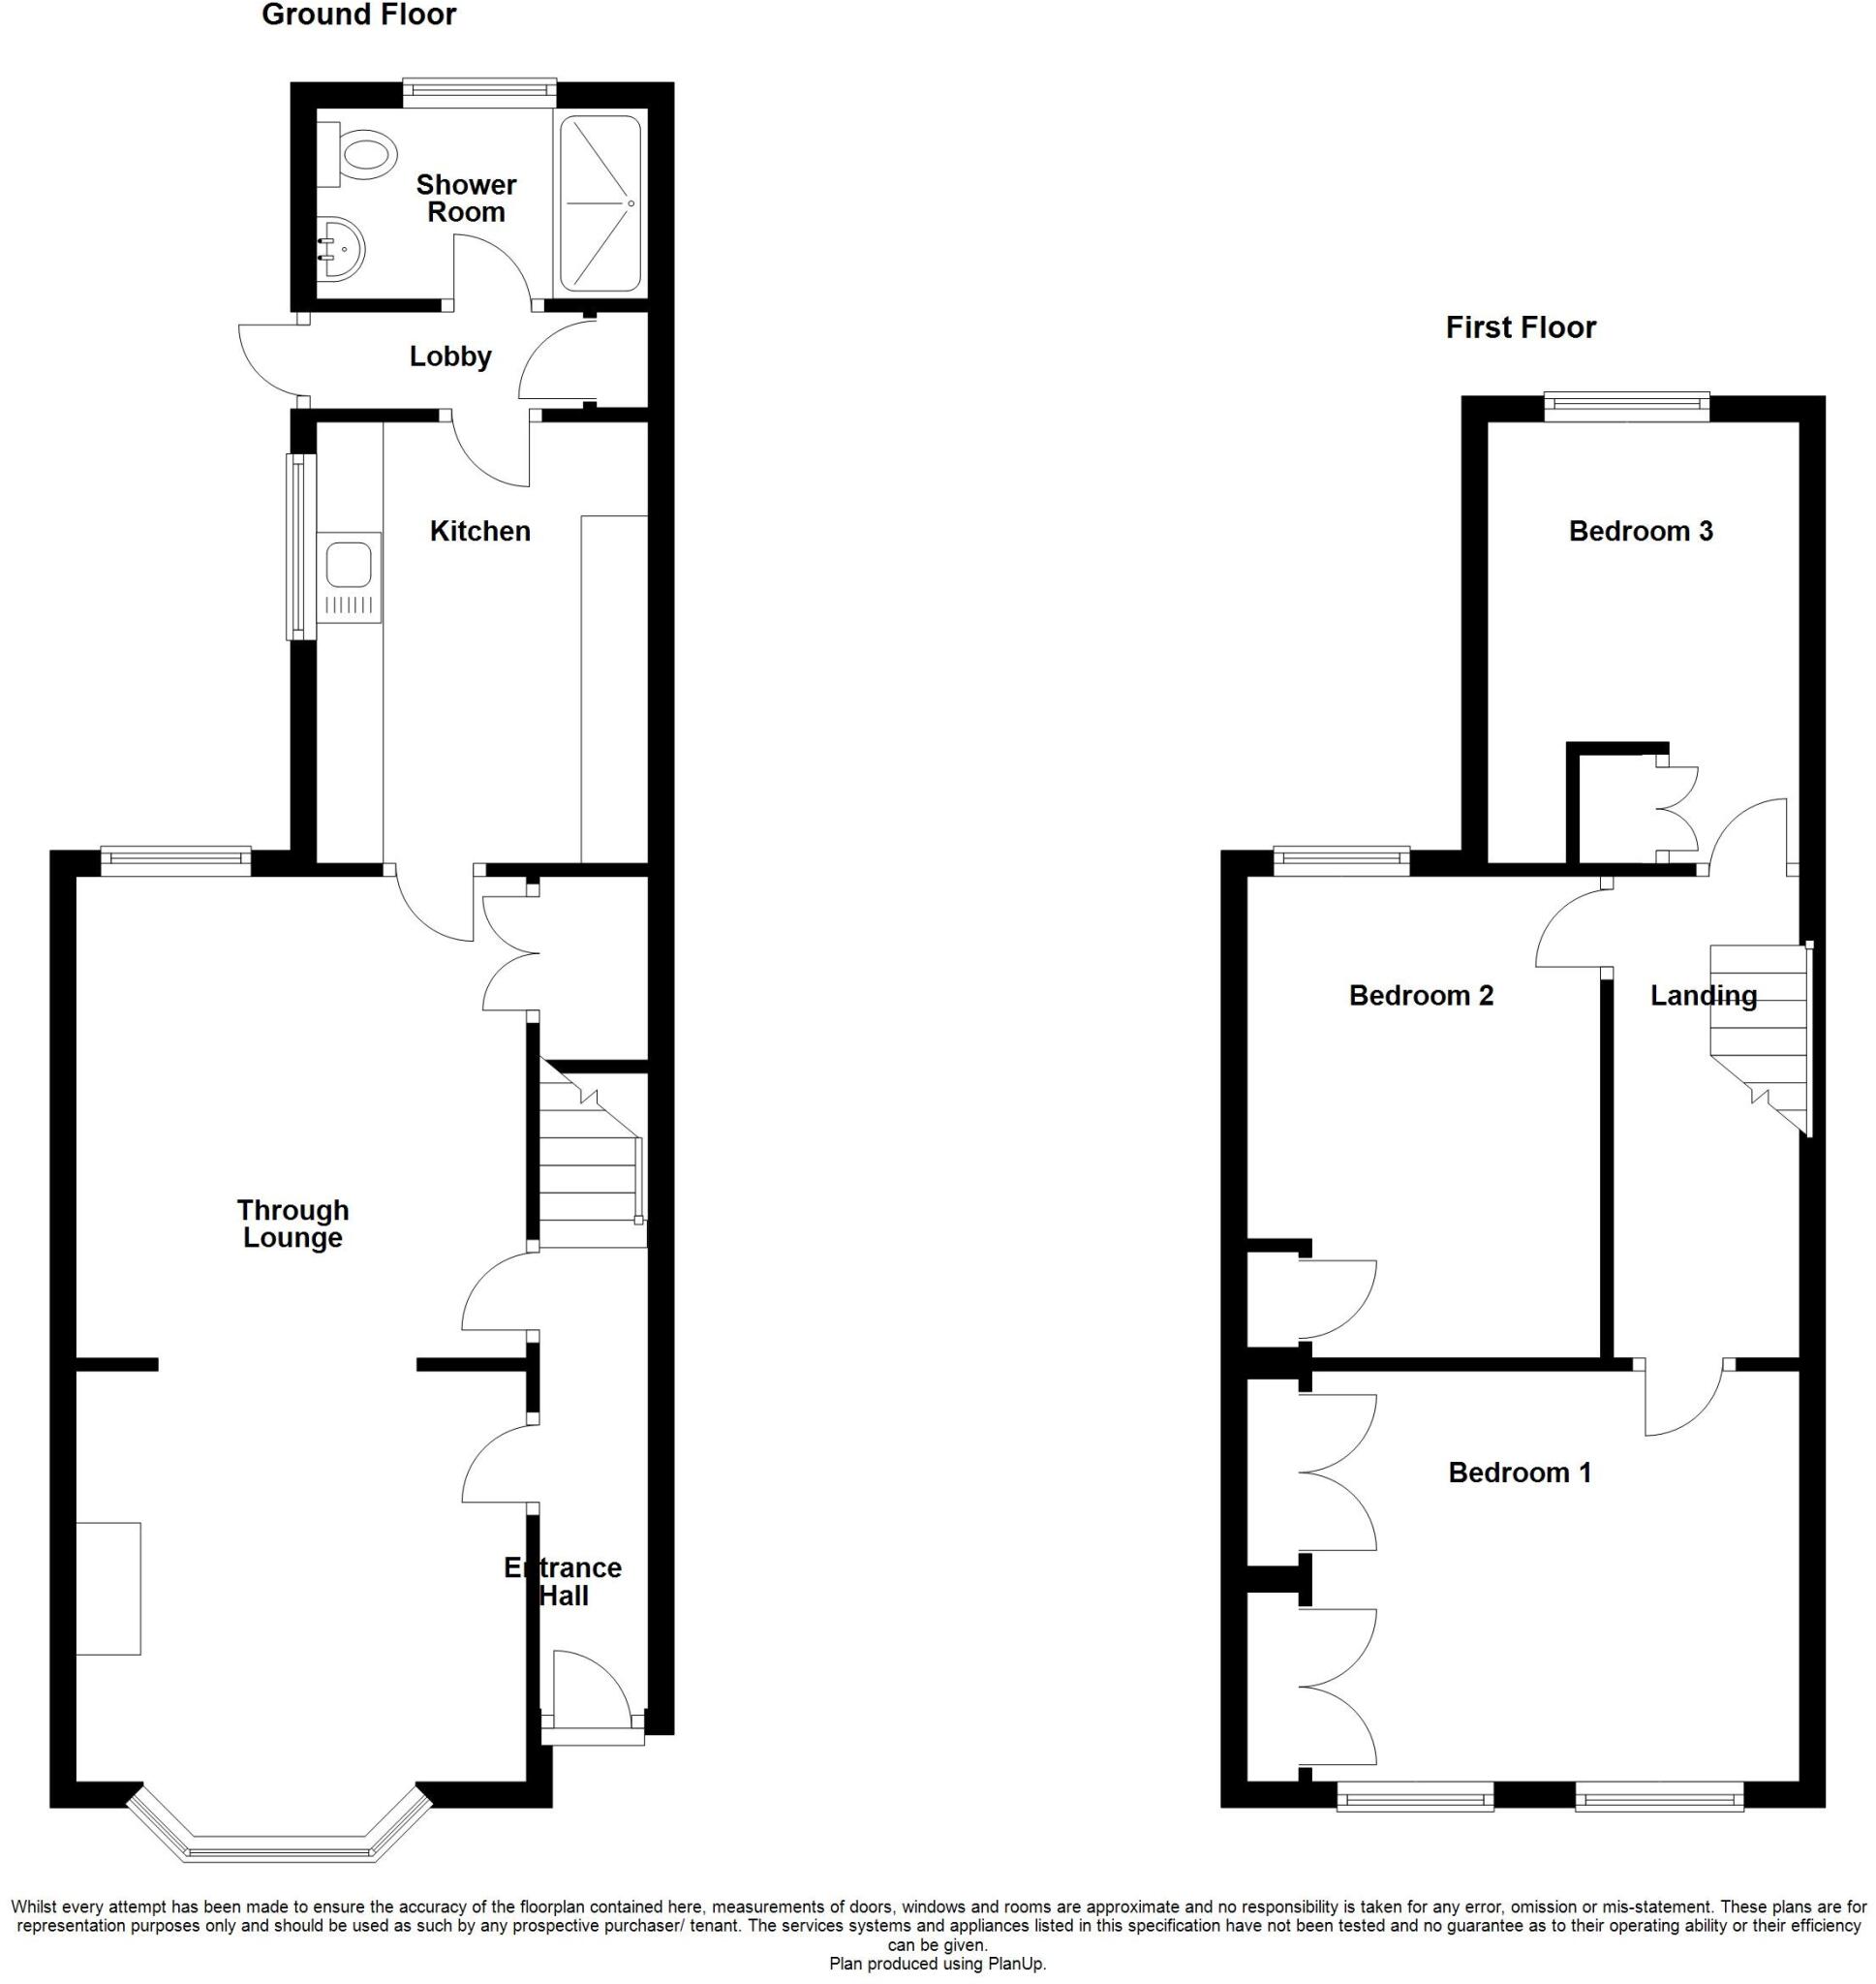 Ground Floor
Shower
Room
Lobby
Kitchen
Through
Lounge
Entrance
Hall
First Floor
Bedroom 3
Bedroom 2
Landing
Bedroom 1
Whilst every attempt has been made to ensure the accuracy of the floorplan contained here, measurements of doors, windows and rooms are approximate and no responsibility is taken for any error, omission or mis-statement. These plans are for
representation purposes only and should be used as such by any prospective purchaser/ tenant. The services systems and appliances listed in this specification have not been tested and no guarantee as to their operating ability or their efficiency
can be given.
Plan produced using PlanUp.